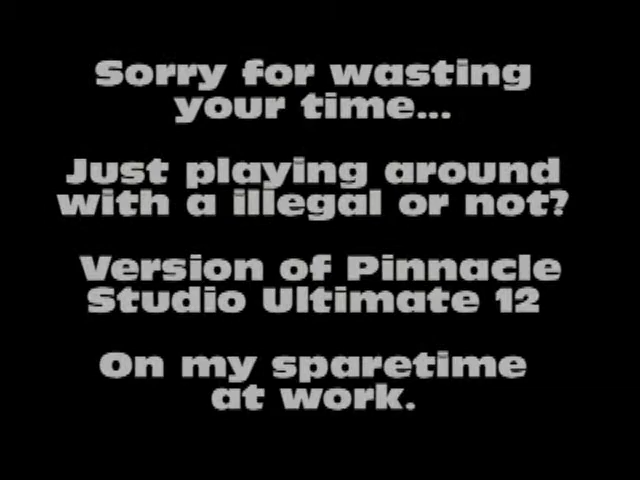 Sorry for wasting
your time...
Just playing around
with a illegal or not?
Version of Pinnacle
Studio Ultimate 12
On my sparetime
at work.